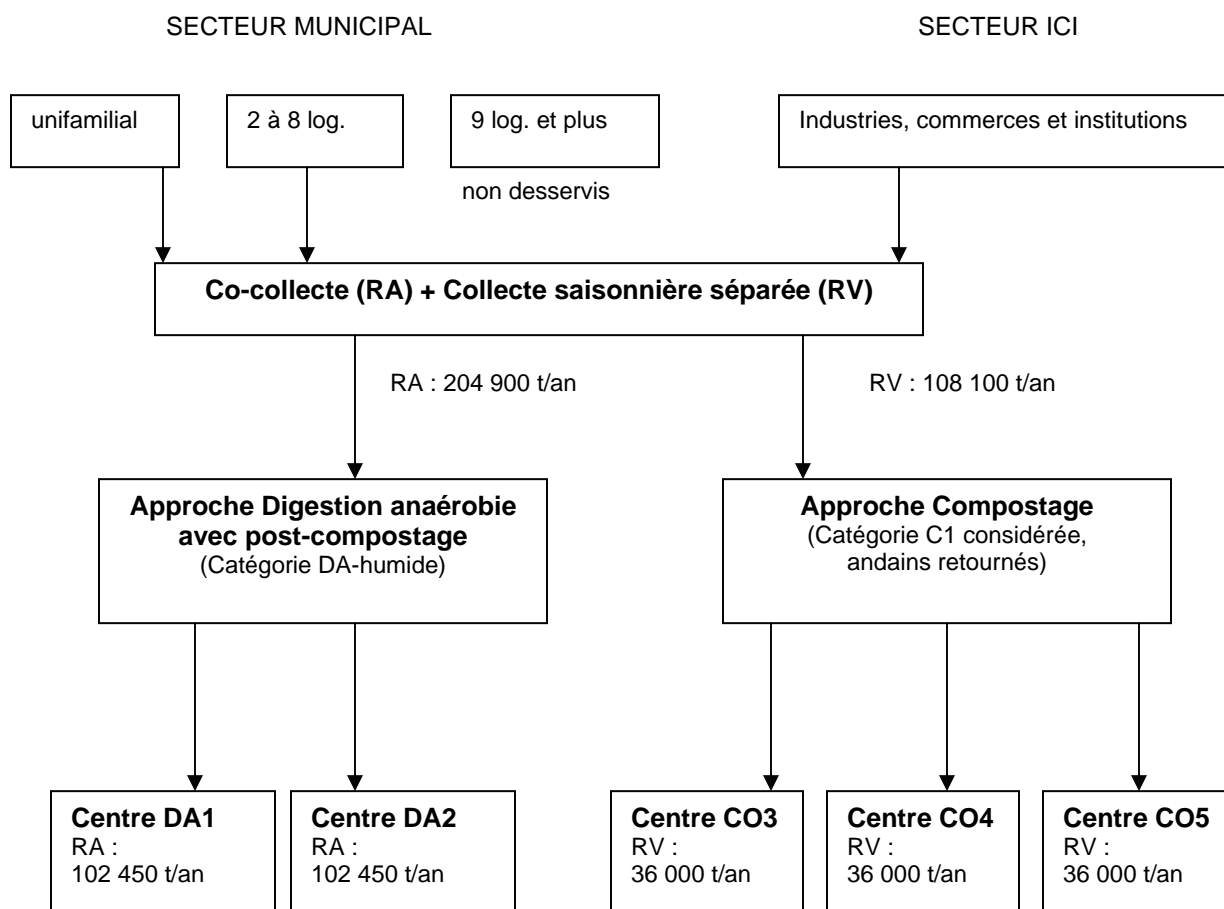 SECTEUR MUNICIPAL
SECTEUR ICI
unifamilial
2 à 8 log.
9 log. et plus
Industries, commerces et institutions
non desservis
Co-collecte (RA) + Collecte saisonnière séparée (RV)
RA : 204 900 t/an
RV : 108 100 t/an
Approche Digestion anaérobie
avec post-compostage
(Catégorie DA-humide)
Approche Compostage
(Catégorie C1 considérée,
andains retournés)
Centre DA1
RA :
102 450 t/an
Centre DA2
RA :
102 450 t/an
Centre CO3
RV :
36 000 t/an
Centre CO4
RV :
36 000 t/an
Centre CO5
RV :
36 000 t/an